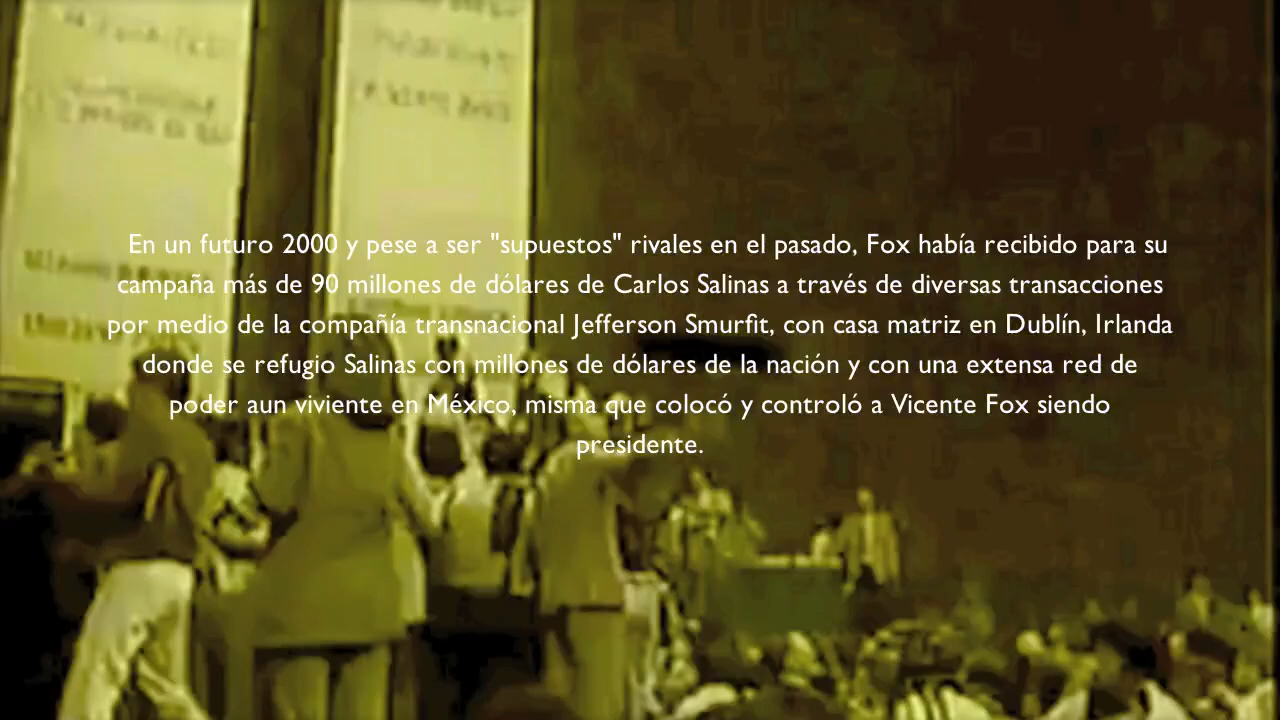 En un futuro 2000 y pese a ser "supuestos" rivales en el pasado, Fox había recibido para su
campaña más de 90 millones de dólares de Carlos Salinas a través de diversas transacciones
por medio de la compañía transnacional Jefferson Smurfit, con casa matriz en Dublín, Irlanda
donde se refugio Salinas con millones de dólares de la nación y con una extensa red de
poder aun viviente en México, misma que colocó y controló a Vicente Fox siendo
presidente.